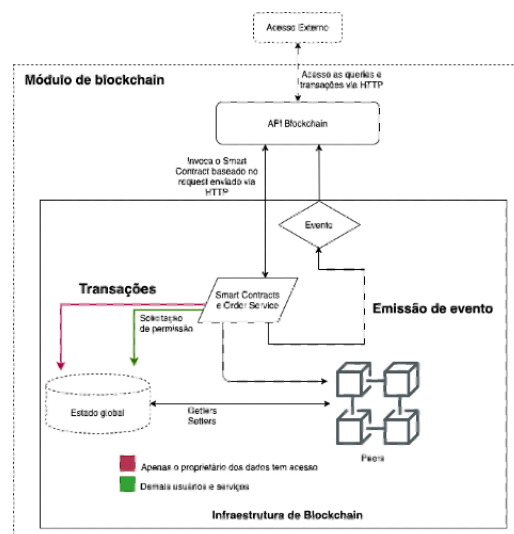 Acesso Externo
Módulo de blockchain
Acesso as queries e
transações via HTTP
API Blockchain
Invoca o Smart
Contract baseado no
request enviado via
HTTP
Evento
Transações
Smart Contracts
e Order Service
Emissão de evento
Solicitação
de permissão
Estado global
Getters
Setters
Peers
Apenas o proprietário dos dados tem acesso
Demais usuários e serviços
Infraestrutura de Blockchain